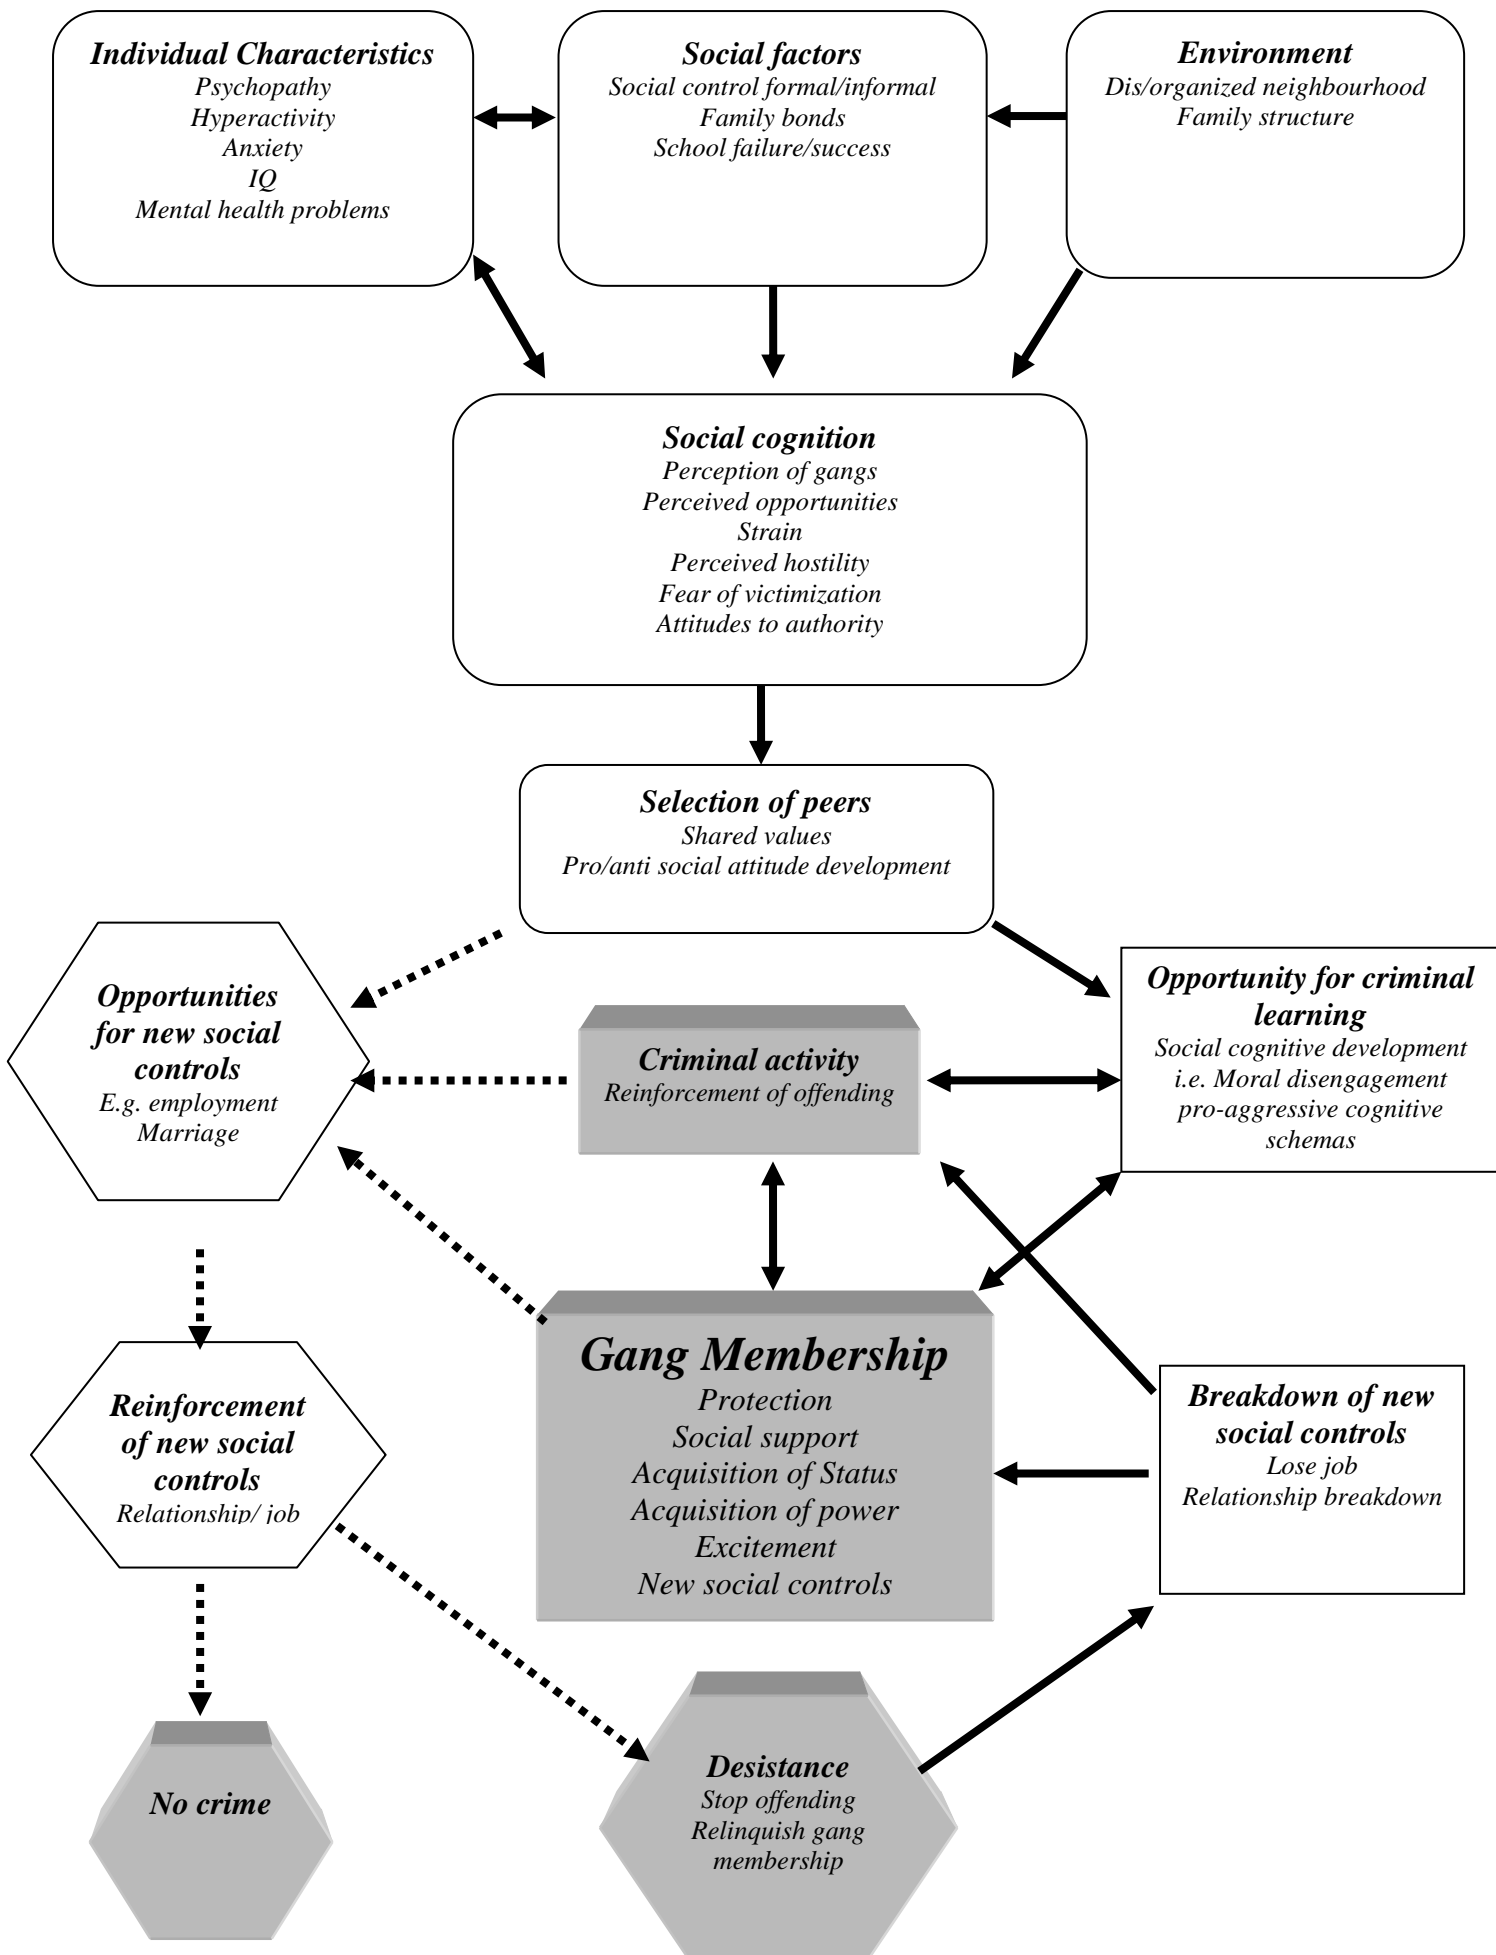 Individual Characteristics
Psychopathy
Hyperactivity
Anxiety
IQ
Mental health problems
Social factors
Social control formal/informal
Family bonds
School failure/success
Environment
Dis/organized neighbourhood
Family structure
Social cognition
Perception of gangs
Perceived opportunities
Strain
Perceived hostility
Fear of victimization
Attitudes to authority
Selection of peers
Shared values
Pro/anti social attitude development
Opportunities
for new social
controls
E.g. employment
Marriage
Criminal activity
Reinforcement of offending
Opportunity for criminal
learning
Social cognitive development
i.e. Moral disengagement
pro-aggressive cognitive
schemas
Gang Membership
Protection
Social support
Acquisition of Status
Acquisition of power
Excitement
New social controls
Reinforcement
of new social
controls
Relationship/ job
Breakdown of new
social controls
Lose job
Relationship breakdown
No crime
Desistance
Stop offending
Relinquish gang
membership